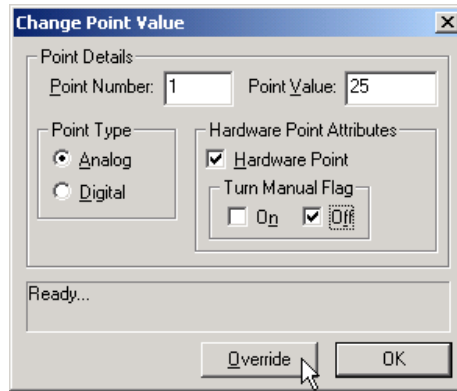 Change Point Value
Point Details
Point Number: 1 Point Value: 25
Point Type Hardware Point Attributes
Analog Hardware Point
Digital Turn Manual Flag
On Off
Ready...
Override OK